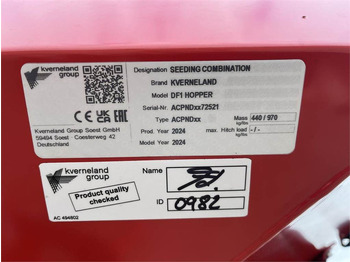 kverneland
group
Designation SEEDING COMBINATION
Brand KVERNELAND
Model DF1 HOPPER
Serial-Nr. ACPNDxx72521
Type ACPNDxx
Mass kg/lbs 440 / 970
Prod Year 2024
Model Year 2024
max. Hitch load kg/lbs - / -
CE UK CA EAC
Kverneland Group Soest GmbH
59494 Soest Coesterweg 42
Deutschland
kverneland
group
Product quality
checked
AC 494802
Name
ID 0982